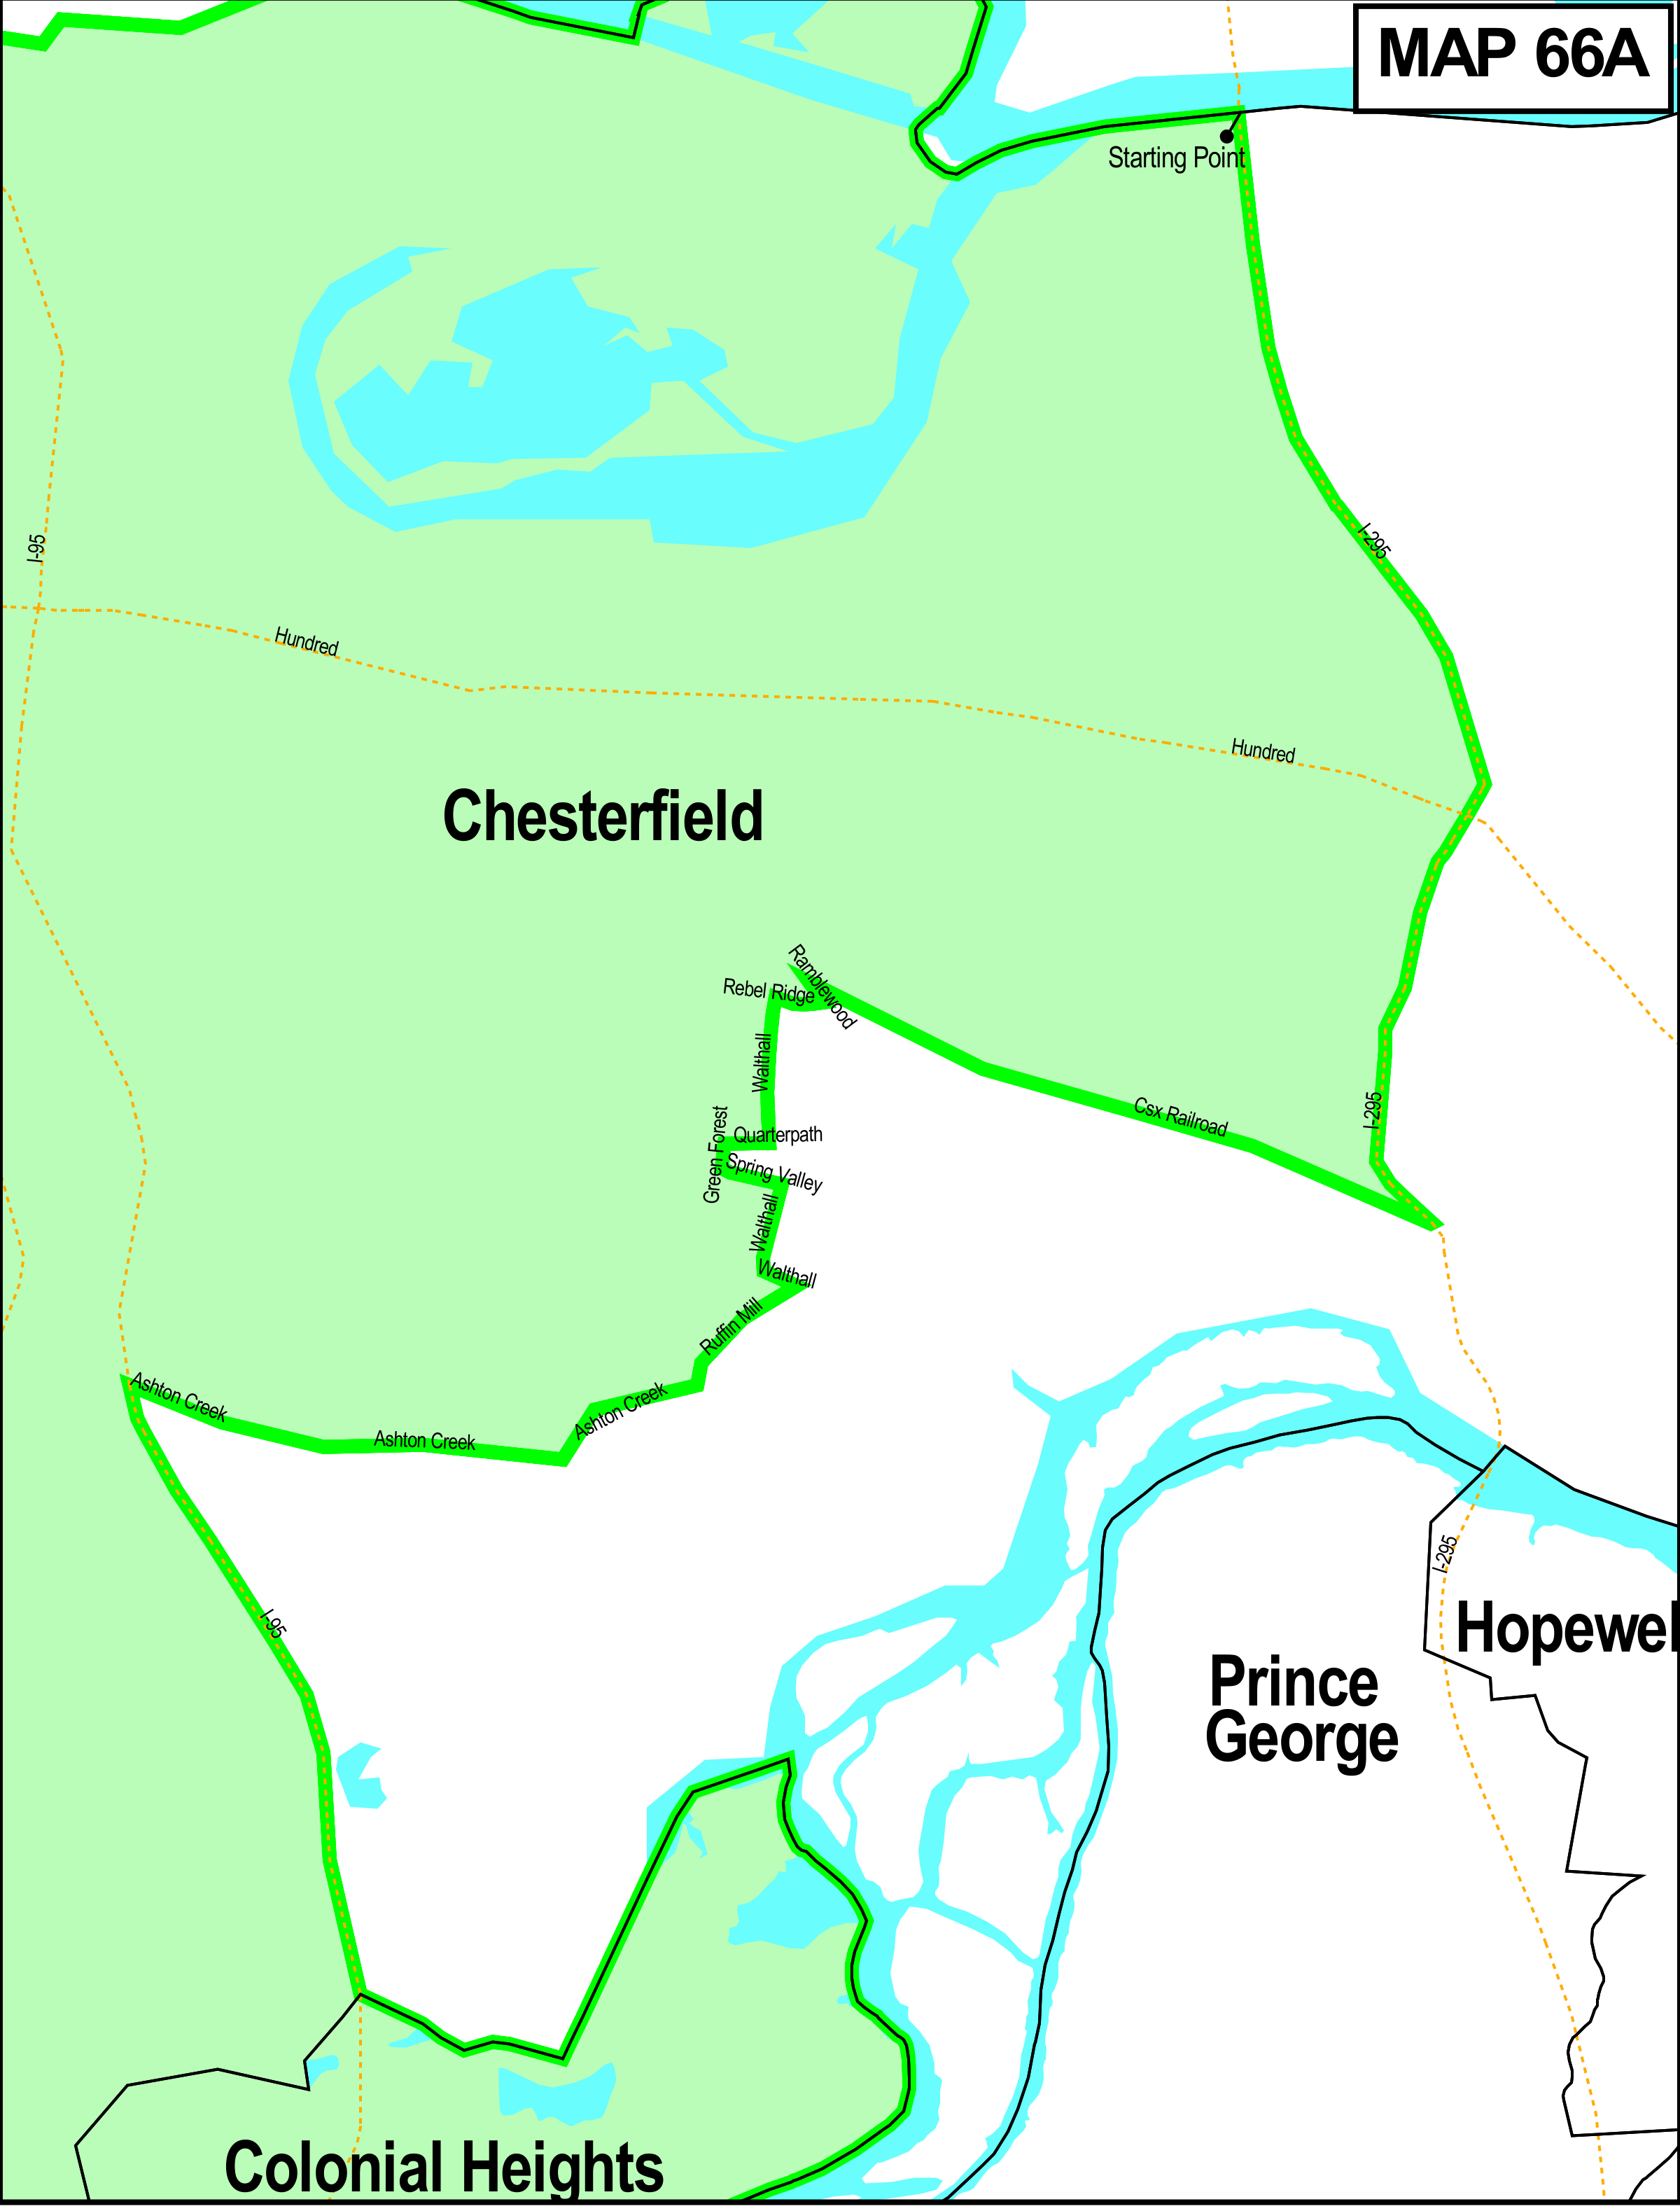 MAP 66A
Starting Point
I-295
I-95
Hundred
Hundred
Chesterfield
Ramblewood
Rebel Ridge
Walthall
I-295
Csx Railroad
Green Forest
Quarterpath
Spring Valley
Walthall
Walthall
Ruffin Mill
Ashton Creek
Ashton Creek
Ashton Creek
I-295
I-95
Hopewel
Prince
George
Colonial Heights